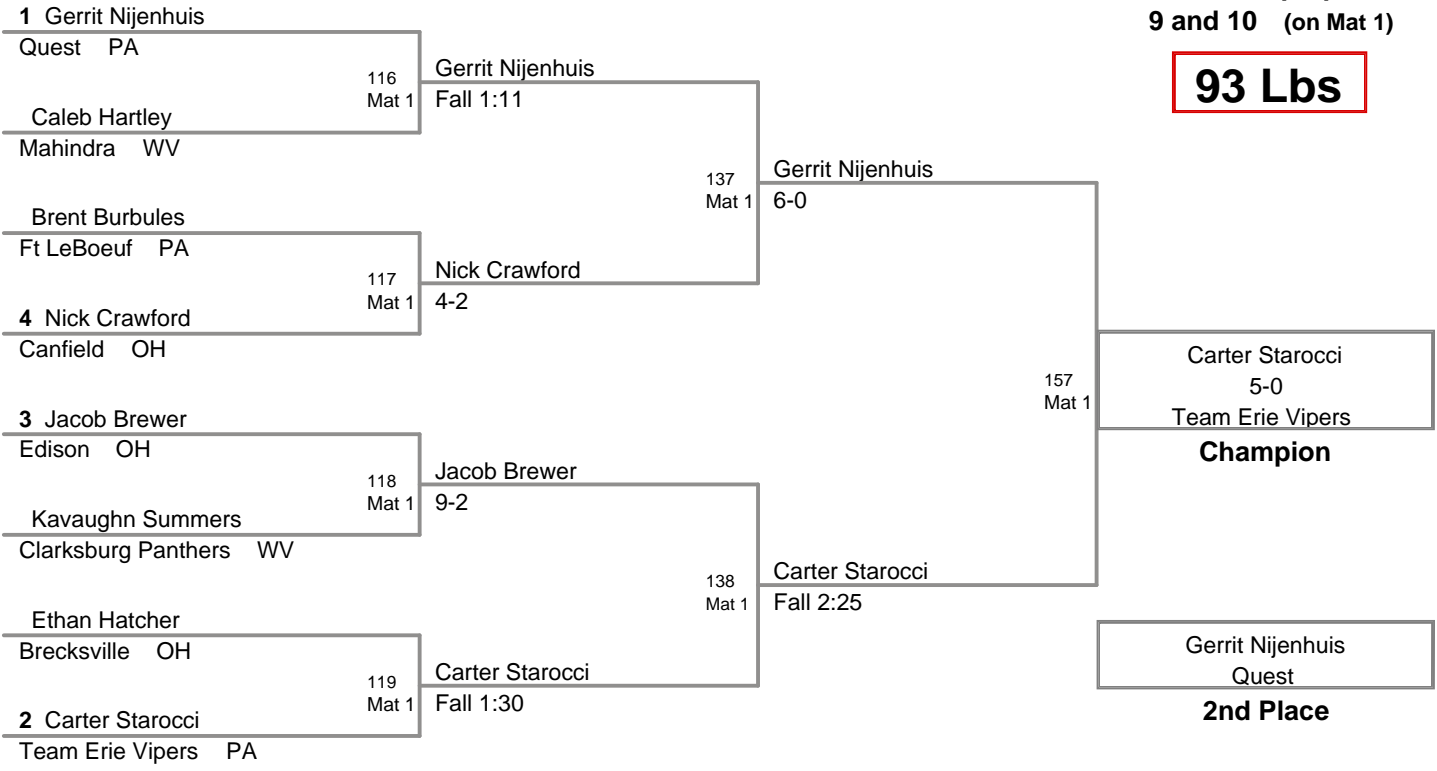 9 and 10 (on Mat 1)
93 Lbs
1 Gerrit Nijenhuis
Quest PA
116
Mat 1
Gerrit Nijenhuis
Fall 1:11
Caleb Hartley
Mahindra WV
137
Mat 1
Gerrit Nijenhuis
6-0
Brent Burbules
Ft LeBoeuf PA
117
Mat 1
Nick Crawford
4-2
4 Nick Crawford
Canfield OH
157
Mat 1
Carter Starocci
5-0
Team Erie Vipers
Champion
3 Jacob Brewer
Edison OH
118
Mat 1
Jacob Brewer
9-2
Kavaughn Summers
Clarksburg Panthers WV
138
Mat 1
Carter Starocci
Fall 2:25
Ethan Hatcher
Brecksville OH
119
Mat 1
Carter Starocci
Fall 1:30
2 Carter Starocci
Team Erie Vipers PA
Gerrit Nijenhuis
Quest
2nd Place